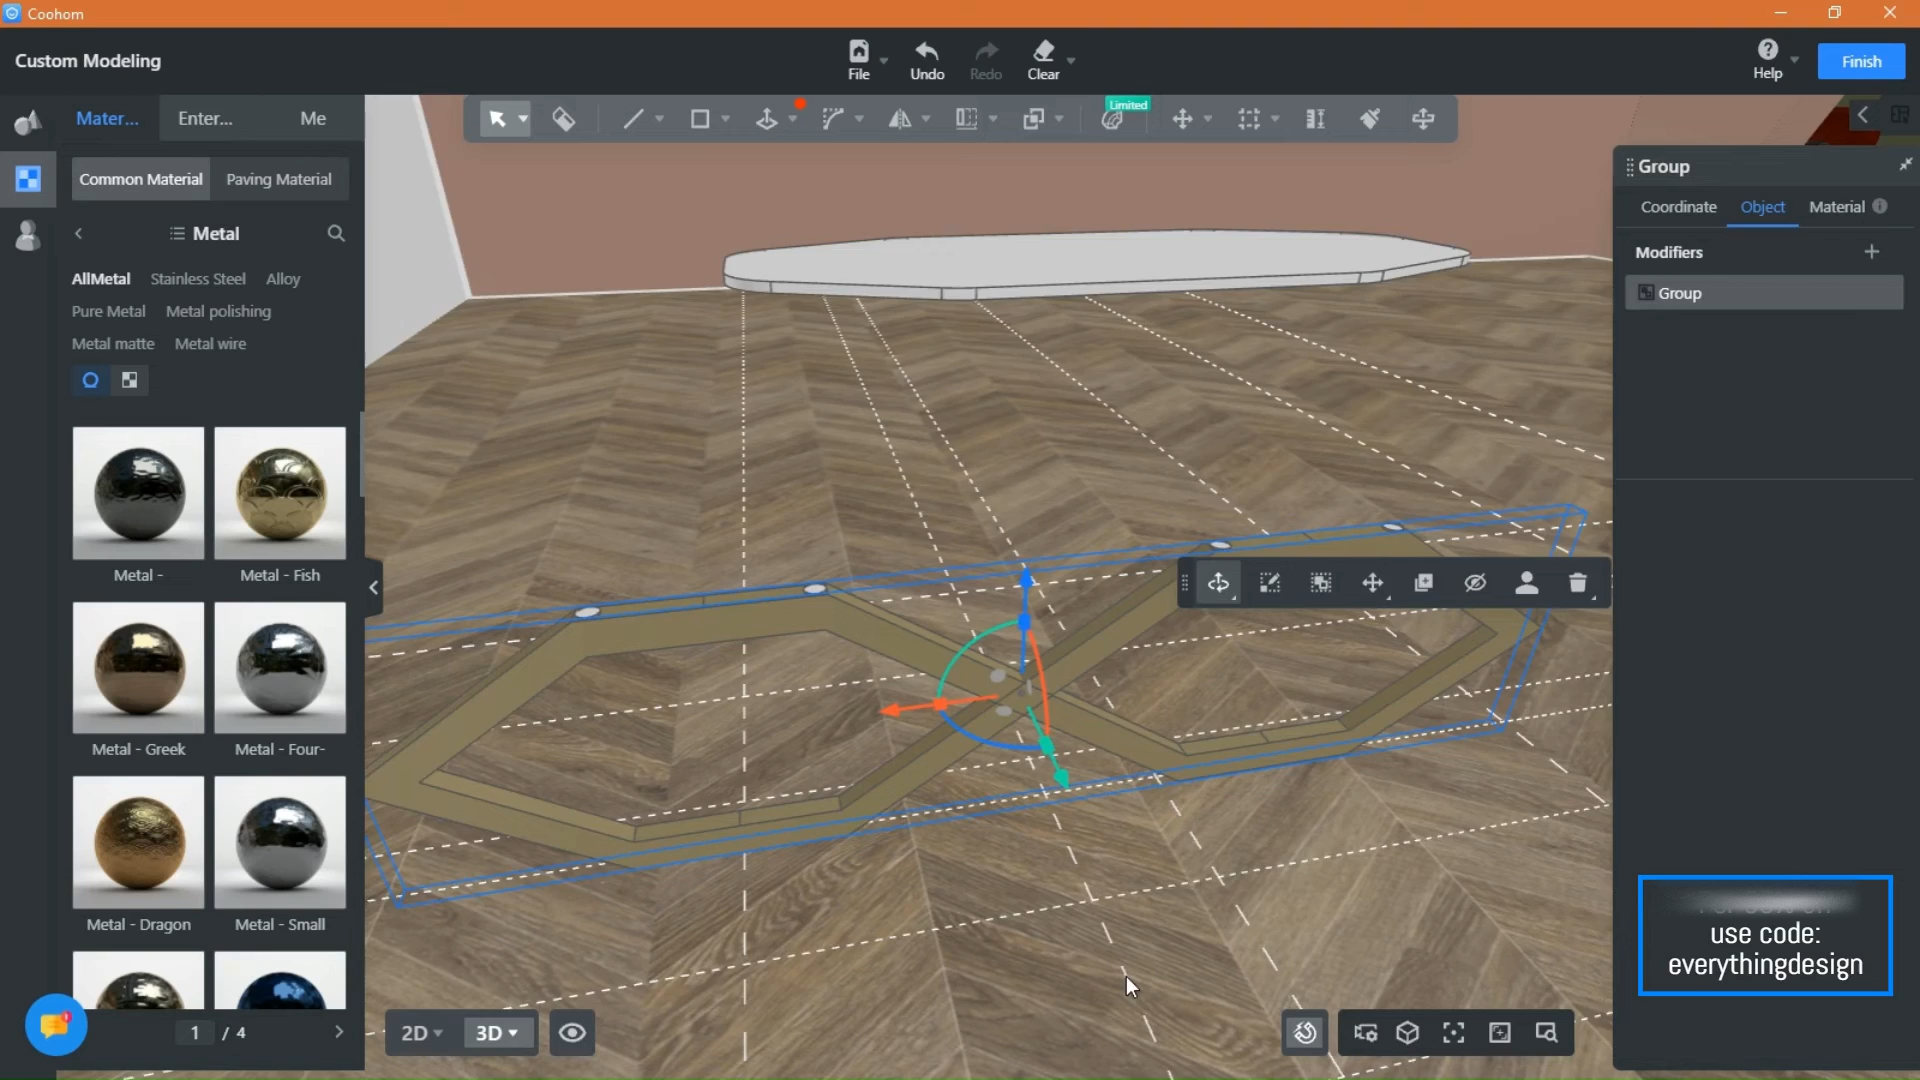 Coohom
Custom Modeling
File
Undo
Redo
Clear
Help
Finish
Mater...
Enter...
Me
Limited
Common Material
Paving Material
Metal
AllMetal
Stainless Steel
Alloy
Pure Metal
Metal polishing
Metal matte
Metal wire
Metal -
Metal - Fish
Metal - Greek
Metal - Four-
Metal - Dragon
Metal - Small
1 / 4
2D
3D
Group
Coordinate
Object
Material
Modifiers
Group
use code:
everythingdesign